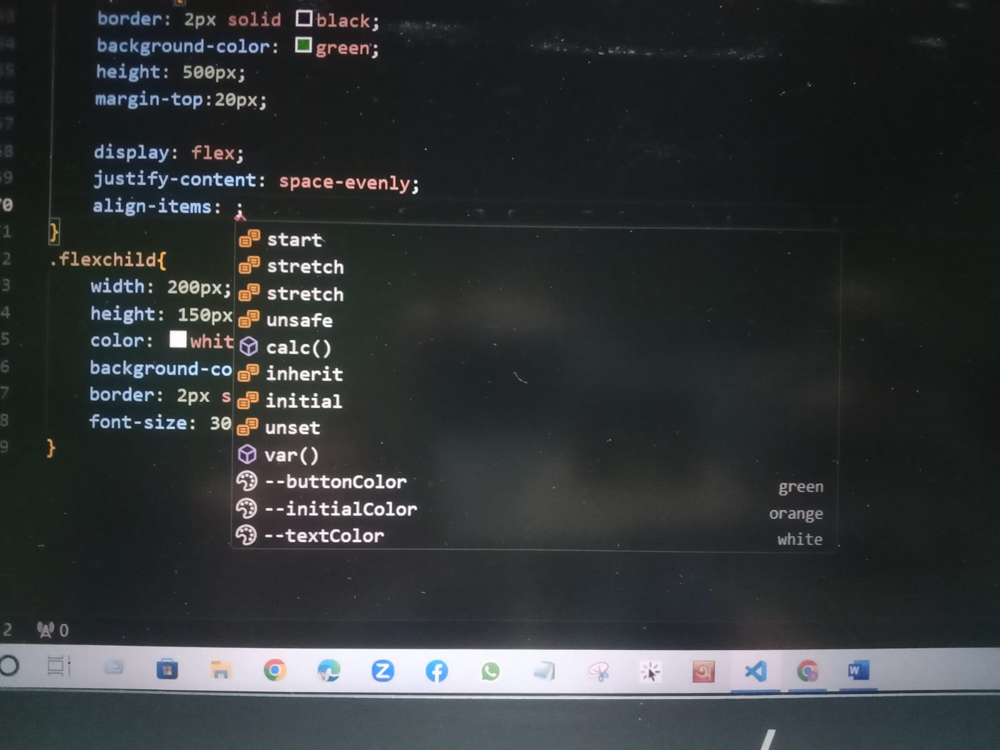 border: 2px solid black;
background-color: green;
height: 500px;
margin-top:20px;
display: flex;
justify-content: space-evenly;
align-items: ;
}
.flexchild{
width: 200px;
height: 150px
color: whit
background-co
border: 2px s
font-size: 30
}
start
stretch
stretch
unsafe
calc()
inherit
initial
unset
var()
--buttonColor green
--initialColor orange
--textColor white
2 0